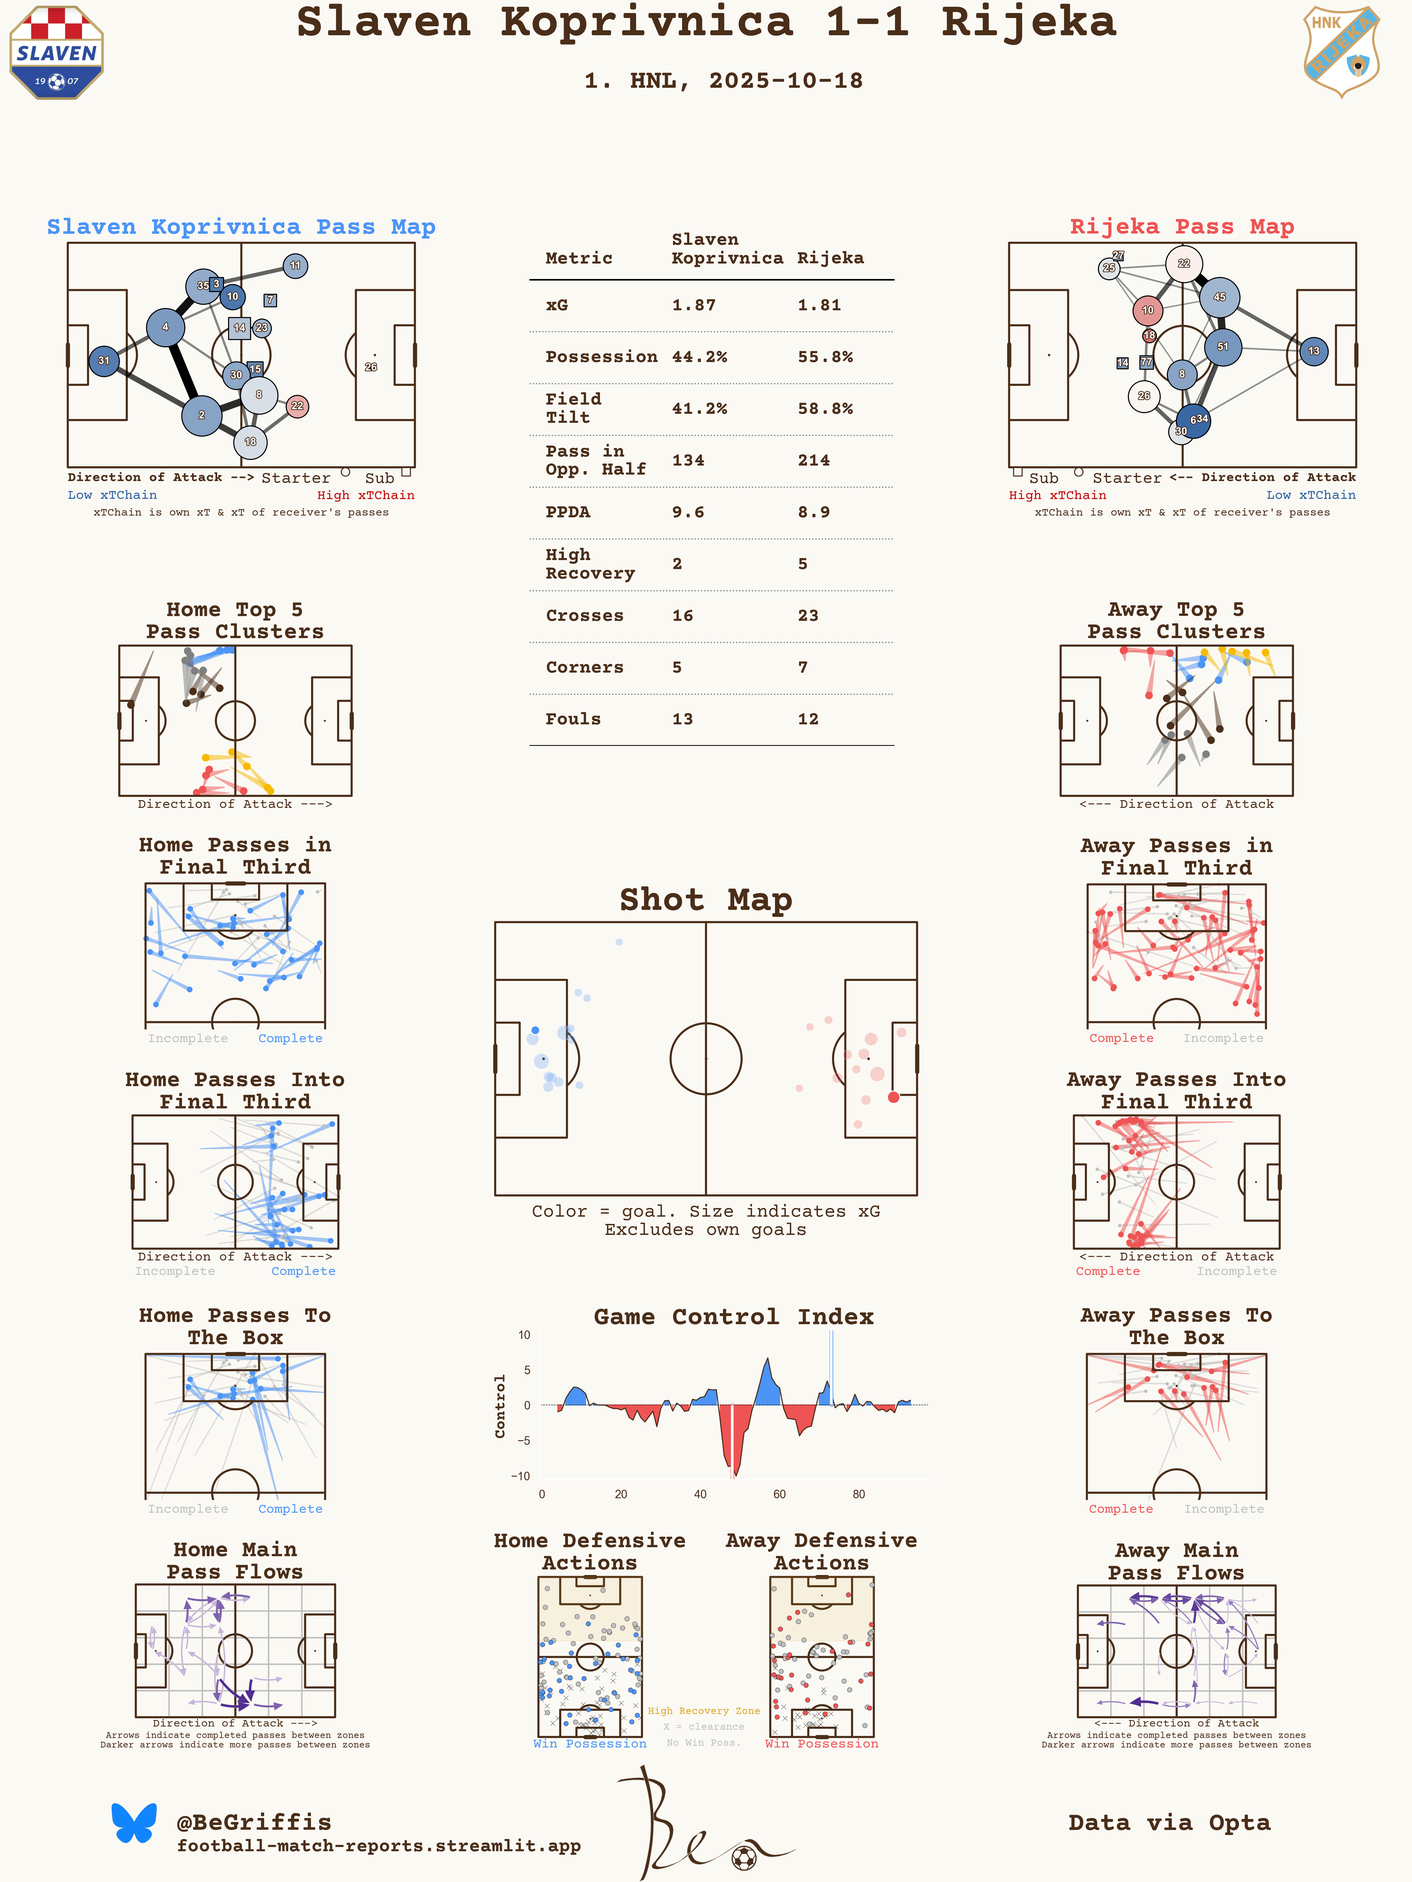 Slaven Koprivnica 1-1 Rijeka
1. HNL, 2025-10-18
SLAVEN
19 07
HNK
RIJEKA
Slaven Koprivnica Pass Map
11
35
3
10
7
4
14
23
31
15
26
30
8
22
2
18
Direction of Attack --> Starter Sub
Low xTChain High xTChain
xTChain is own xT & xT of receiver's passes
Metric Slaven Koprivnica Rijeka
xG 1.87 1.81
Possession 44.2% 55.8%
Field Tilt 41.2% 58.8%
Pass in Opp. Half 134 214
PPDA 9.6 8.9
High Recovery 2 5
Crosses 16 23
Corners 5 7
Fouls 13 12
Rijeka Pass Map
27
25
22
45
10
18
51
13
14
77
8
26
6
34
30
Sub Starter <-- Direction of Attack
High xTChain Low xTChain
xTChain is own xT & xT of receiver's passes
Home Top 5
Pass Clusters
Direction of Attack --->
Away Top 5
Pass Clusters
<--- Direction of Attack
Home Passes in
Final Third
Incomplete Complete
Away Passes in
Final Third
Complete Incomplete
Shot Map
Color = goal. Size indicates xG
Excludes own goals
Home Passes Into
Final Third
Direction of Attack --->
Incomplete Complete
Away Passes Into
Final Third
<--- Direction of Attack
Complete Incomplete
Home Passes To
The Box
Incomplete Complete
Game Control Index
Control
10
5
0
−5
−10
0 20 40 60 80
Away Passes To
The Box
Complete Incomplete
Home Main
Pass Flows
Direction of Attack --->
Arrows indicate completed passes between zones
Darker arrows indicate more passes between zones
Home Defensive
Actions
Win Possession
High Recovery Zone
X = clearance
No Win Poss.
Away Defensive
Actions
Win Possession
Away Main
Pass Flows
<--- Direction of Attack
Arrows indicate completed passes between zones
Darker arrows indicate more passes between zones
@BeGriffis
football-match-reports.streamlit.app
Ben
Data via Opta